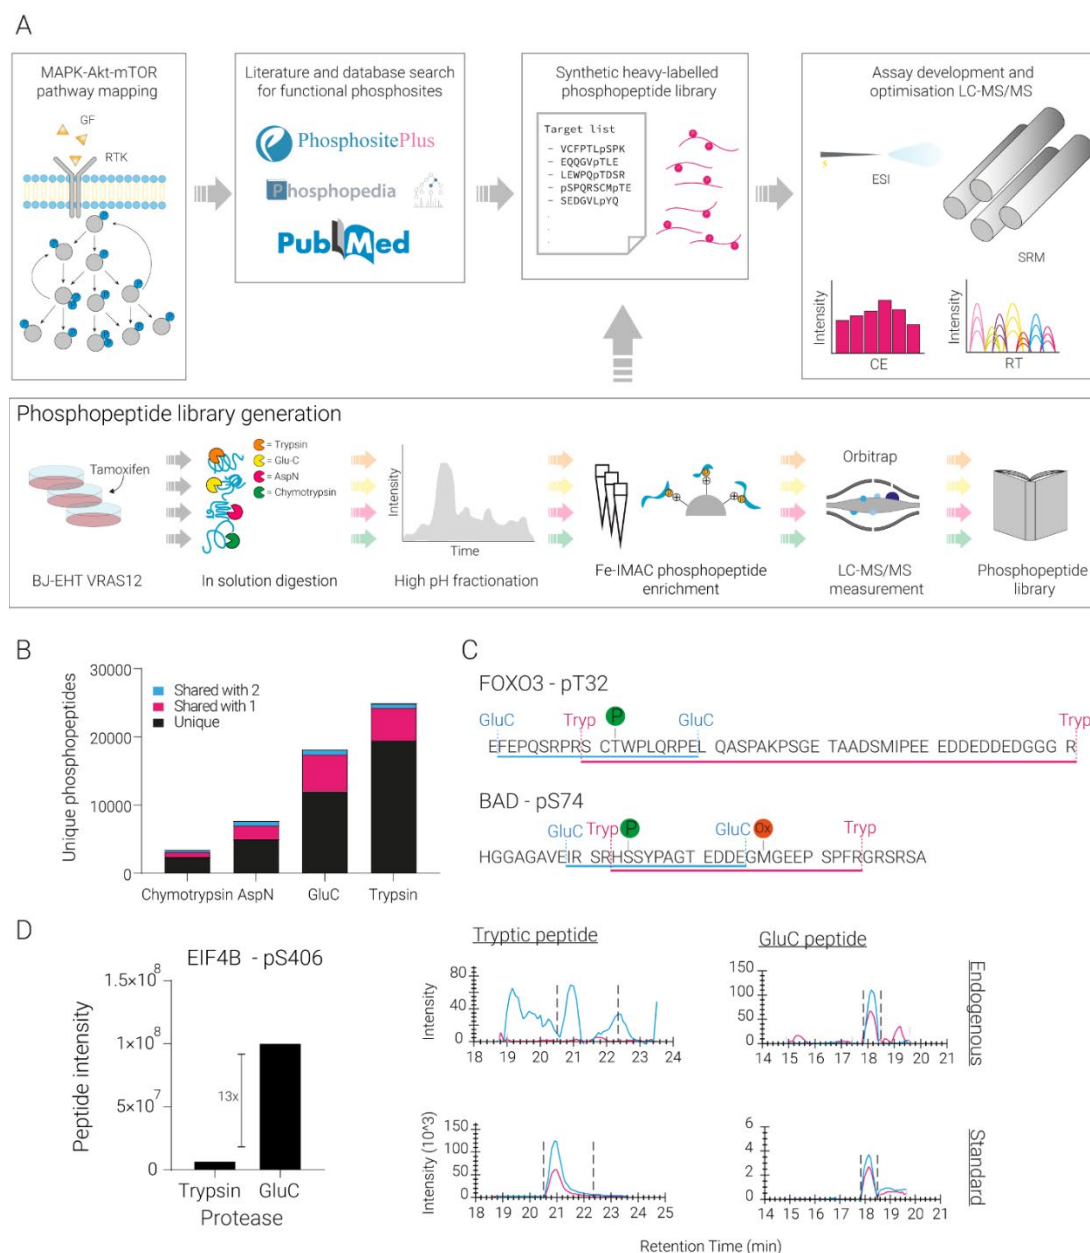 A
MAPK-Akt-mTOR
pathway mapping
GF
RTK
P
Literature and database search
for functional phosphosites
PhosphositePlus
Phosphopedia
PubMed
Synthetic heavy-labelled
phosphopeptide library
Target list
– VCFPTLpSPK
– EQQGVpTLE
– LEWPQpTDSR
– pSPQRSCMpTE
– SEDGVLpYQ
.
.
.
Assay development and
optimisation LC-MS/MS
ESI
SRM
Intensity
CE
Intensity
RT
Phosphopeptide library generation
Tamoxifen
BJ-EHT VRAS12
= Trypsin
= Glu-C
= AspN
= Chymotrypsin
In solution digestion
Intensity
Time
High pH fractionation
Fe-IMAC phosphopeptide
enrichment
Orbitrap
LC-MS/MS
measurement
Phosphopeptide
library
B
Unique phosphopeptides
30000
20000
10000
0
Shared with 2
Shared with 1
Unique
Chymotrypsin AspN GluC Trypsin
C
FOXO3 - pT32
GluC Tryp P GluC Tryp
EFEPQSRPRS CTWPLQRPEL QASPAKPSGE TAADSMIPEE EDDEDDEDGGG R
BAD - pS74
GluC Tryp P GluC Ox Tryp
HGGAGAVEIR SRHSSYPAGT EDDEGMGEEP SPFRGRSRSA
D
EIF4B - pS406
Peptide intensity
1.5×10⁸
1×10⁸
5×10⁷
0
13x
Trypsin GluC
Protease
Tryptic peptide
GluC peptide
Endogenous
Standard
Intensity
80
40
0
18 19 20 21 22 23 24
150
100
50
0
14 15 16 17 18 19 20 21
Intensity (10^3)
150
100
50
0
18 19 20 21 22 23 24 25
6
4
2
0
14 15 16 17 18 19 20 21
Retention Time (min)